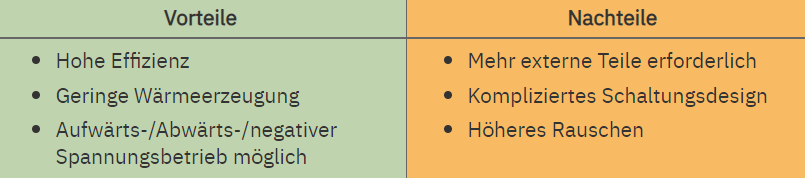 Vorteile
Nachteile
• Hohe Effizienz
• Geringe Wärmeerzeugung
• Aufwärts-/Abwärts-/negativer
Spannungsbetrieb möglich
• Mehr externe Teile erforderlich
• Kompliziertes Schaltungsdesign
• Höheres Rauschen